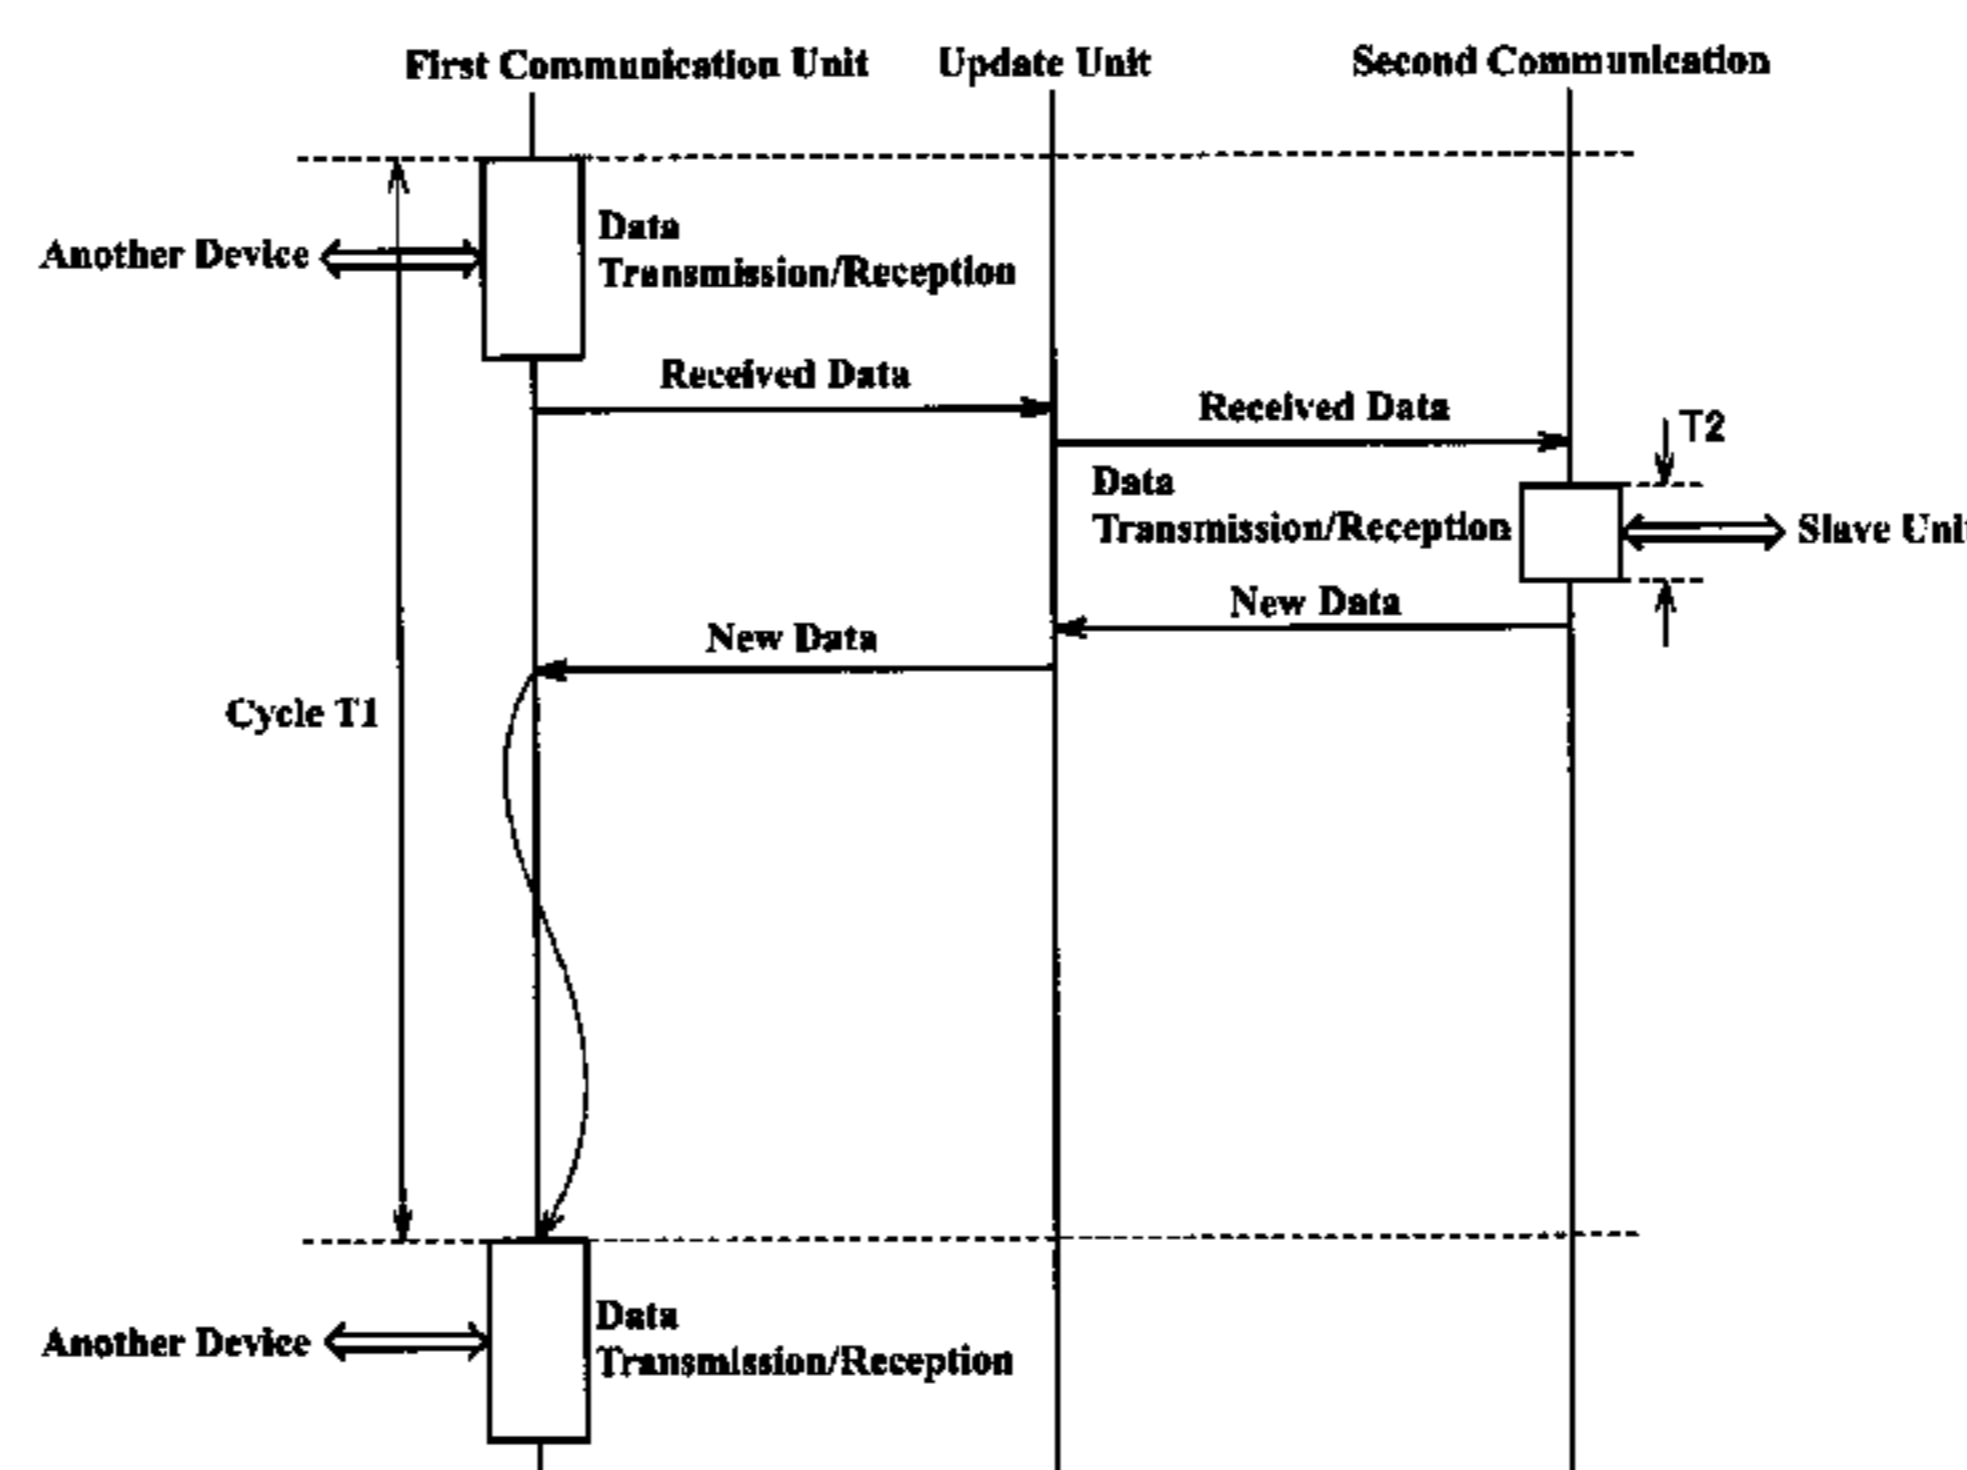 First Communication Unit
Update Unit
Second Communication
Another Device
Data
Transmission/Reception
Received Data
Received Data
T2
Data
Transmission/Reception
Slave Unit
New Data
New Data
Cycle T1
Another Device
Data
Transmission/Reception